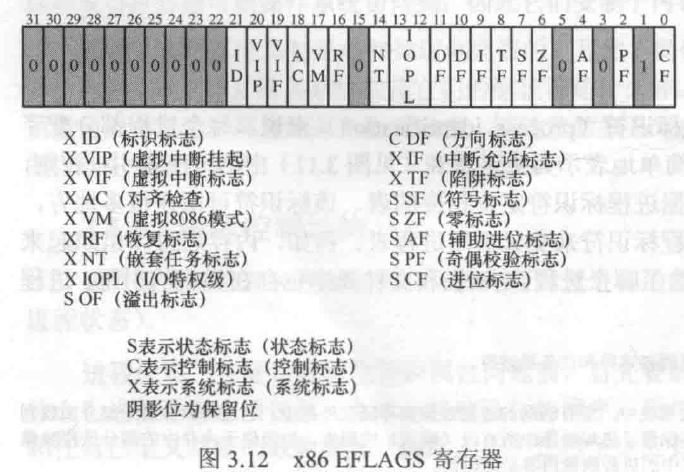 31 30 29 28 27 26 25 24 23 22 21 20 19 18 17 16 15 14 13 12 11 10 9 8 7 6 5 4 3 2 1 0
0 0 0 0 0 0 0 0 0 0 ID VIP VIF AC VM RF 0 NT IOPL OF DF IF TF SF ZF 0 AF 0 PF 1 CF
X ID（标识标志）
X VIP（虚拟中断挂起）
X VIF（虚拟中断标志）
X AC（对齐检查）
X VM（虚拟8086模式）
X RF（恢复标志）
X NT（嵌套任务标志）
X IOPL（I/O特权级）
S OF（溢出标志）
C DF（方向标志）
X IF（中断允许标志）
X TF（陷阱标志）
S SF（符号标志）
S ZF（零标志）
S AF（辅助进位标志）
S PF（奇偶校验标志）
S CF（进位标志）
S表示状态标志（状态标志）
C表示控制标志（控制标志）
X表示系统标志（系统标志）
阴影位为保留位
图 3.12 x86 EFLAGS 寄存器